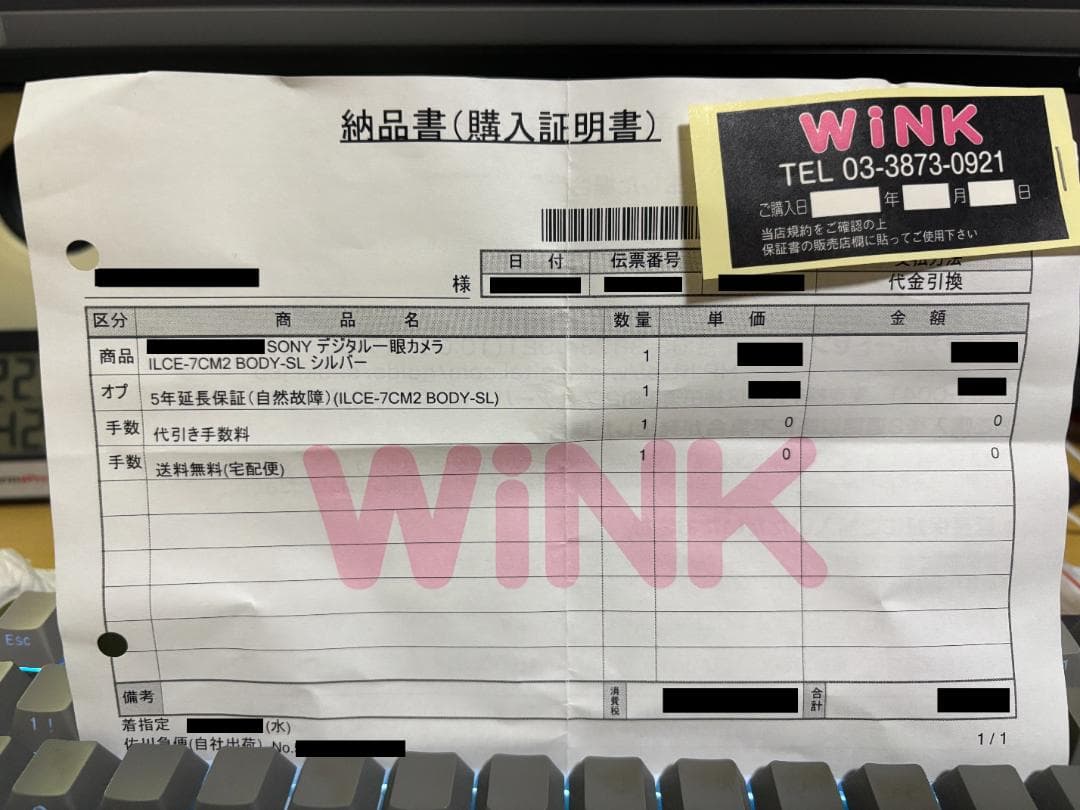 納品書(購入証明書)
WiNK
TEL 03-3873-0921
ご購入日 年 月 日
当店規約をご確認の上
保証書の販売店欄に貼ってご使用下さい
様
日 付 伝票番号 支払方法
代金引換
区分 商 品 名 数 量 単 価 金 額
商品 SONY デジタル一眼カメラ
ILCE-7CM2 BODY-SL シルバー 1
オプ 5年延長保証(自然故障)(ILCE-7CM2 BODY-SL) 1
手数 代引き手数料 1 0 0
手数 送料無料(宅配便) 1 0 0
WiNK
備考 消費税 合計
着指定 (水)
佐川急便(自社出荷) No.
1 / 1
Esc
1 !